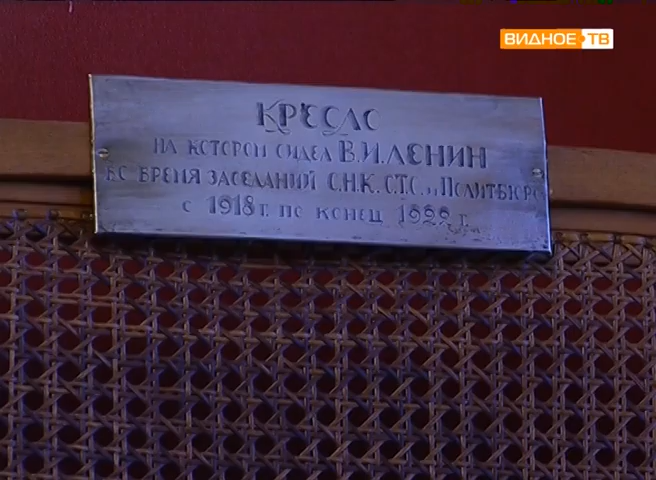 ВИДНОЕ ТВ
КРЕСЛО
НА КОТОРОМ СИДЕЛ В.И.ЛЕНИН
ВО ВРЕМЯ ЗАСЕДАНИЙ С.Н.К. С.Т.С. и ПОЛИТБЮРО
с 1918 г. по конец 1922 г.